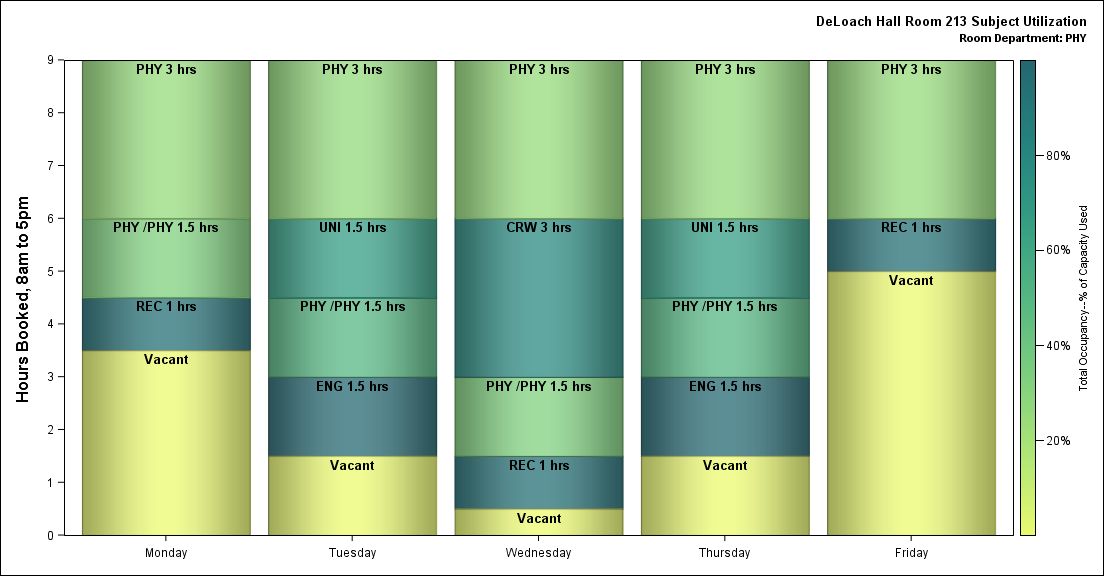 DeLoach Hall Room 213 Subject Utilization
Room Department: PHY
Hours Booked, 8am to 5pm
9
8
7
6
5
4
3
2
1
0
PHY 3 hrs
PHY /PHY 1.5 hrs
REC 1 hrs
Vacant
PHY 3 hrs
UNI 1.5 hrs
PHY /PHY 1.5 hrs
ENG 1.5 hrs
Vacant
PHY 3 hrs
CRW 3 hrs
PHY /PHY 1.5 hrs
REC 1 hrs
Vacant
PHY 3 hrs
UNI 1.5 hrs
PHY /PHY 1.5 hrs
ENG 1.5 hrs
Vacant
PHY 3 hrs
REC 1 hrs
Vacant
Monday
Tuesday
Wednesday
Thursday
Friday
80%
60%
40%
20%
Total Occupancy--% of Capacity Used